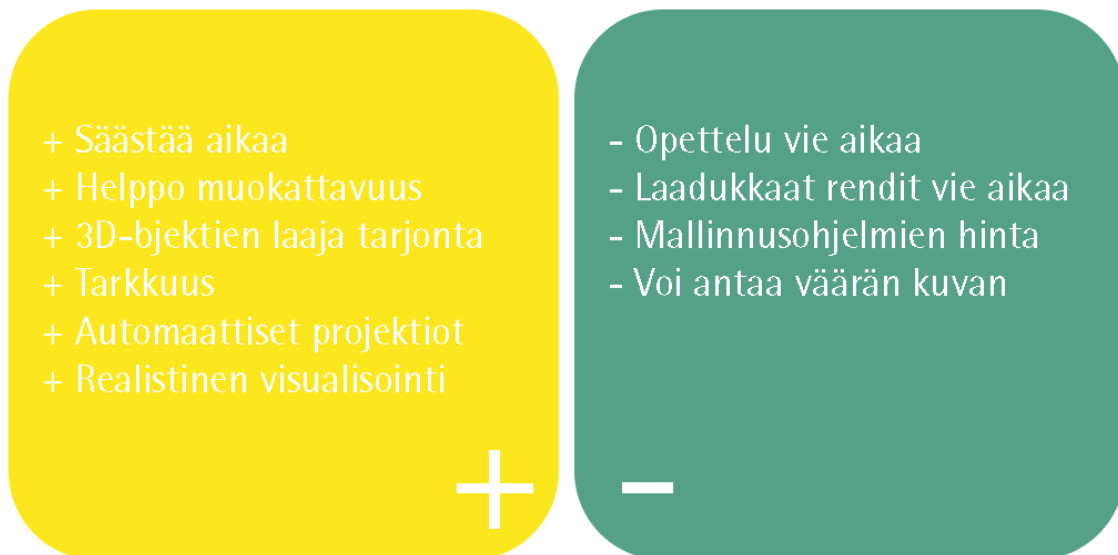 + Säästää aikaa
+ Helppo muokattavuus
+ 3D-bjektien laaja tarjonta
+ Tarkkuus
+ Automaattiset projektiot
+ Realistinen visualisointi
+
- Opettelu vie aikaa
- Laadukkaat rendit vie aikaa
- Mallinnusohjelmien hinta
- Voi antaa väärän kuvan
-